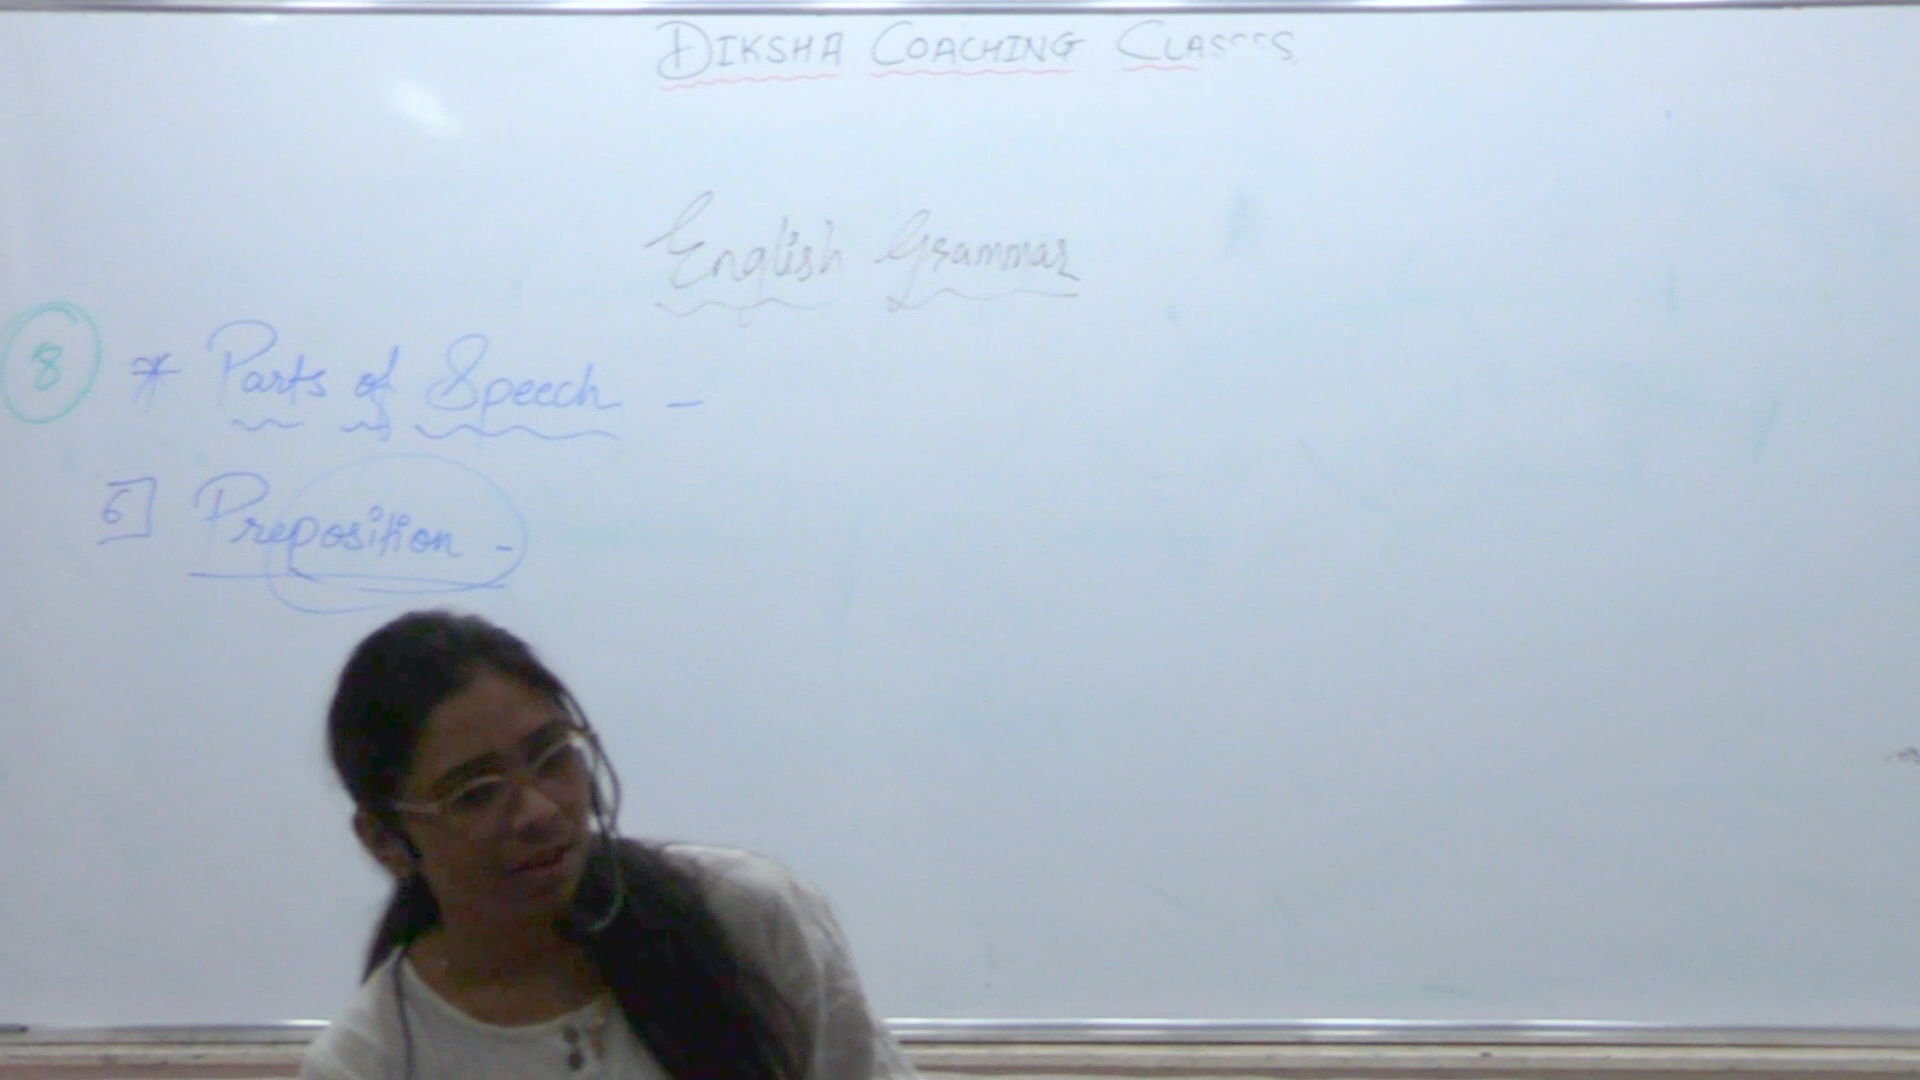 DIKSHA COACHING CLASSES
English Grammar
8 * Parts of Speech -
6] Preposition -